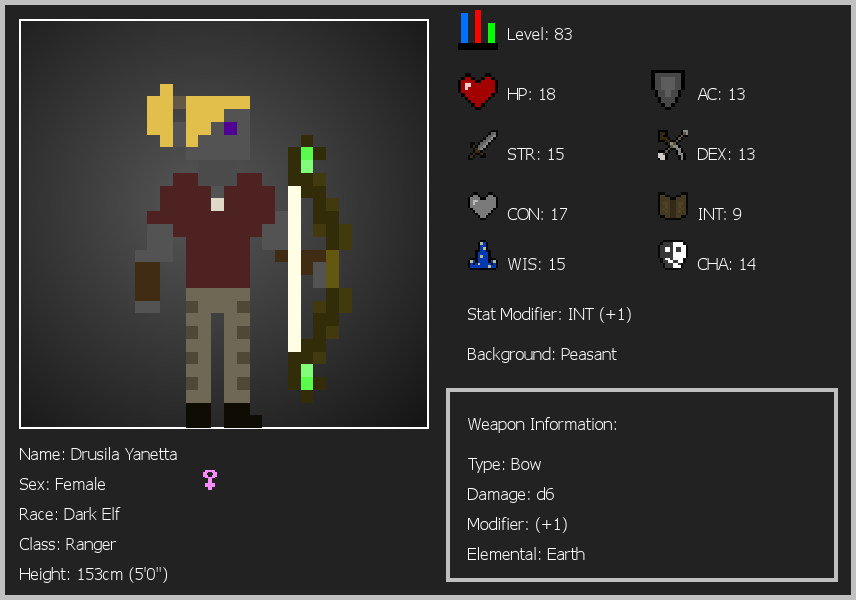 Level: 83
HP: 18
AC: 13
STR: 15
DEX: 13
CON: 17
INT: 9
WIS: 15
CHA: 14
Stat Modifier: INT (+1)
Background: Peasant
Weapon Information:
Type: Bow
Damage: d6
Modifier: (+1)
Elemental: Earth
Name: Drusila Yanetta
Sex: Female
Race: Dark Elf
Class: Ranger
Height: 153cm (5'0")